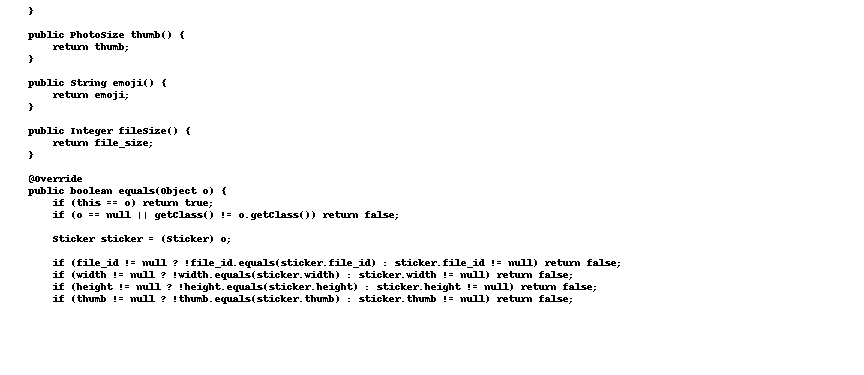 }

public PhotoSize thumb() {
    return thumb;
}

public String emoji() {
    return emoji;
}

public Integer fileSize() {
    return file_size;
}

@Override
public boolean equals(Object o) {
    if (this == o) return true;
    if (o == null || getClass() != o.getClass()) return false;

    Sticker sticker = (Sticker) o;

    if (file_id != null ? !file_id.equals(sticker.file_id) : sticker.file_id != null) return false;
    if (width != null ? !width.equals(sticker.width) : sticker.width != null) return false;
    if (height != null ? !height.equals(sticker.height) : sticker.height != null) return false;
    if (thumb != null ? !thumb.equals(sticker.thumb) : sticker.thumb != null) return false;